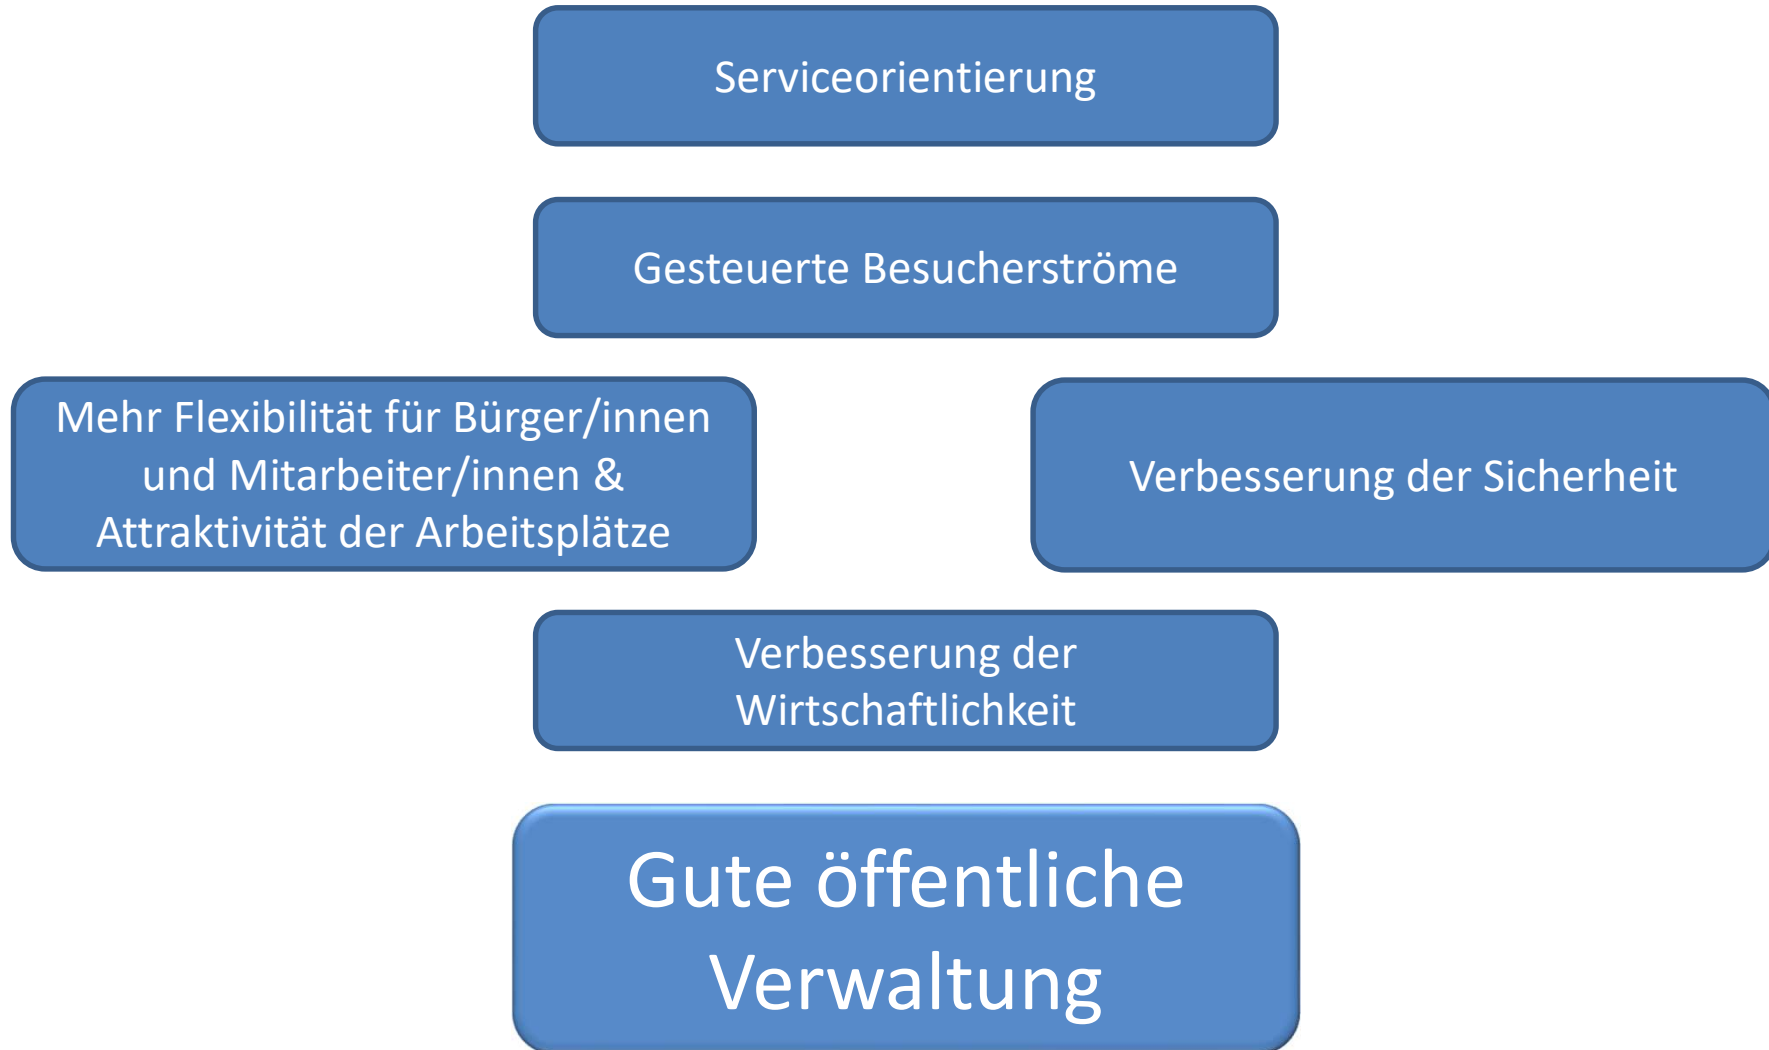 Serviceorientierung
Gesteuerte Besucherströme
Mehr Flexibilität für Bürger/innen
und Mitarbeiter/innen &
Attraktivität der Arbeitsplätze
Verbesserung der Sicherheit
Verbesserung der
Wirtschaftlichkeit
Gute öffentliche
Verwaltung